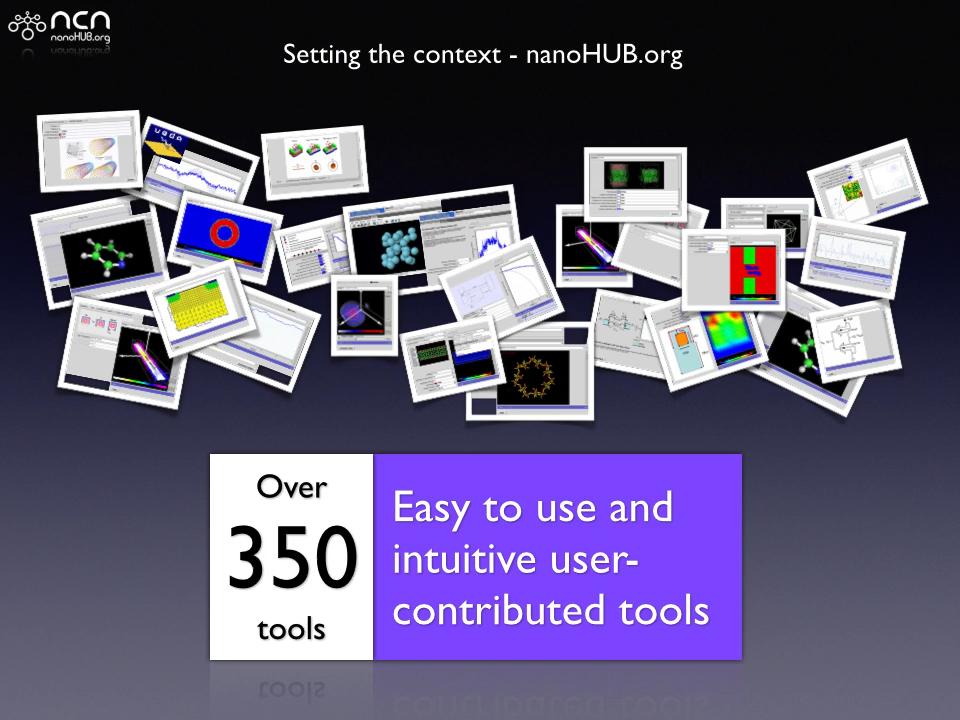 ncn
nanoHUB.org
Setting the context - nanoHUB.org
veda
Over
350
tools
Easy to use and
intuitive user-
contributed tools